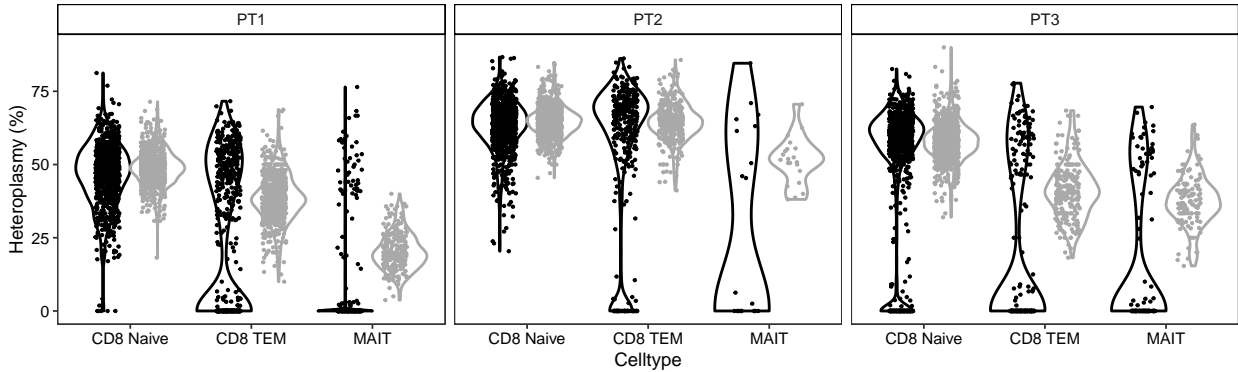 PT1 PT2 PT3
Heteroplasmy (%)
75
50
25
0
CD8 Naive CD8 TEM MAIT CD8 Naive CD8 TEM MAIT CD8 Naive CD8 TEM MAIT
Celltype